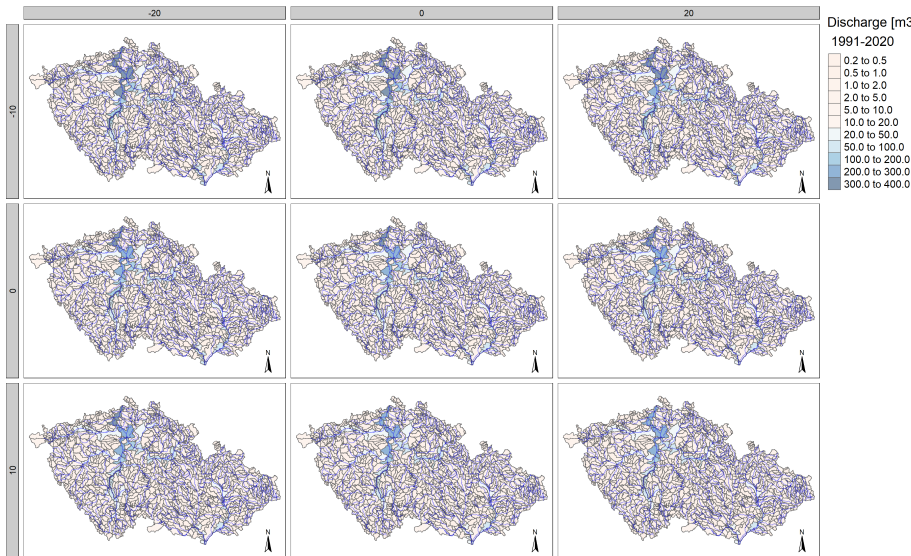 -20
0
20
Discharge [m3
1991-2020
0.2 to 0.5
0.5 to 1.0
1.0 to 2.0
2.0 to 5.0
5.0 to 10.0
10.0 to 20.0
20.0 to 50.0
50.0 to 100.0
100.0 to 200.0
200.0 to 300.0
300.0 to 400.0
-10
N
N
N
0
N
N
N
10
N
N
N